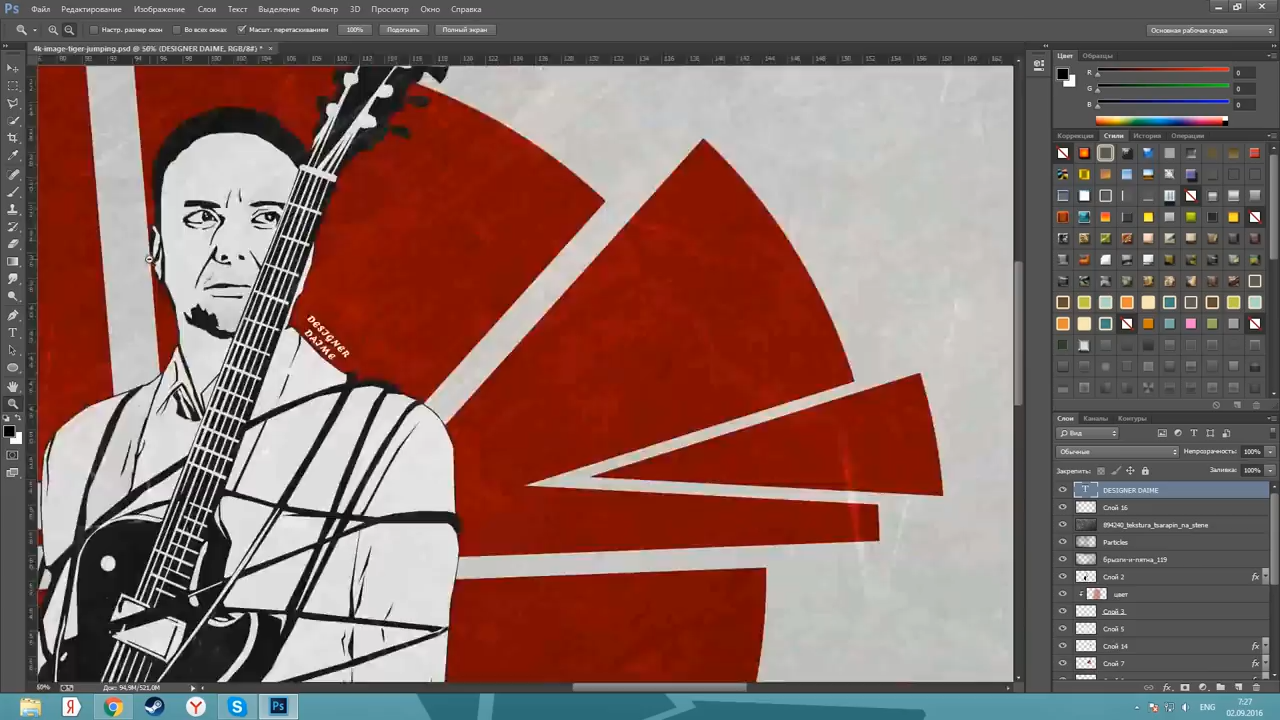 Ps Файл Редактирование Изображение Слои Текст Выделение Фильтр 3D Просмотр Окно Справка
Настр. размер окон Во всех окнах Масшт. перетаскиванием 100% Подогнать Полный экран Основная рабочая среда
4k-image-tiger-jumping.psd @ 50% (DESIGNER DAIME, RGB/8#) * ×
Цвет Образцы
R 0
G 0
B 0
Коррекция Стили История Операции
DESIGNER
DAIME
Слои Каналы Контуры
Вид
Обычные Непрозрачность: 100%
Закрепить: Заливка: 100%
T DESIGNER DAIME
Слой 16
894240_tekstura_tsarapin_na_stene
Particles
брызги-и-пятна_119
Слой 2 fx
цвет
Слой 3
Слой 5
Слой 14 fx
Слой 7 fx
50% Док: 94,9M/521,0M
Я Y S Ps ENG 7:27
02.09.2016